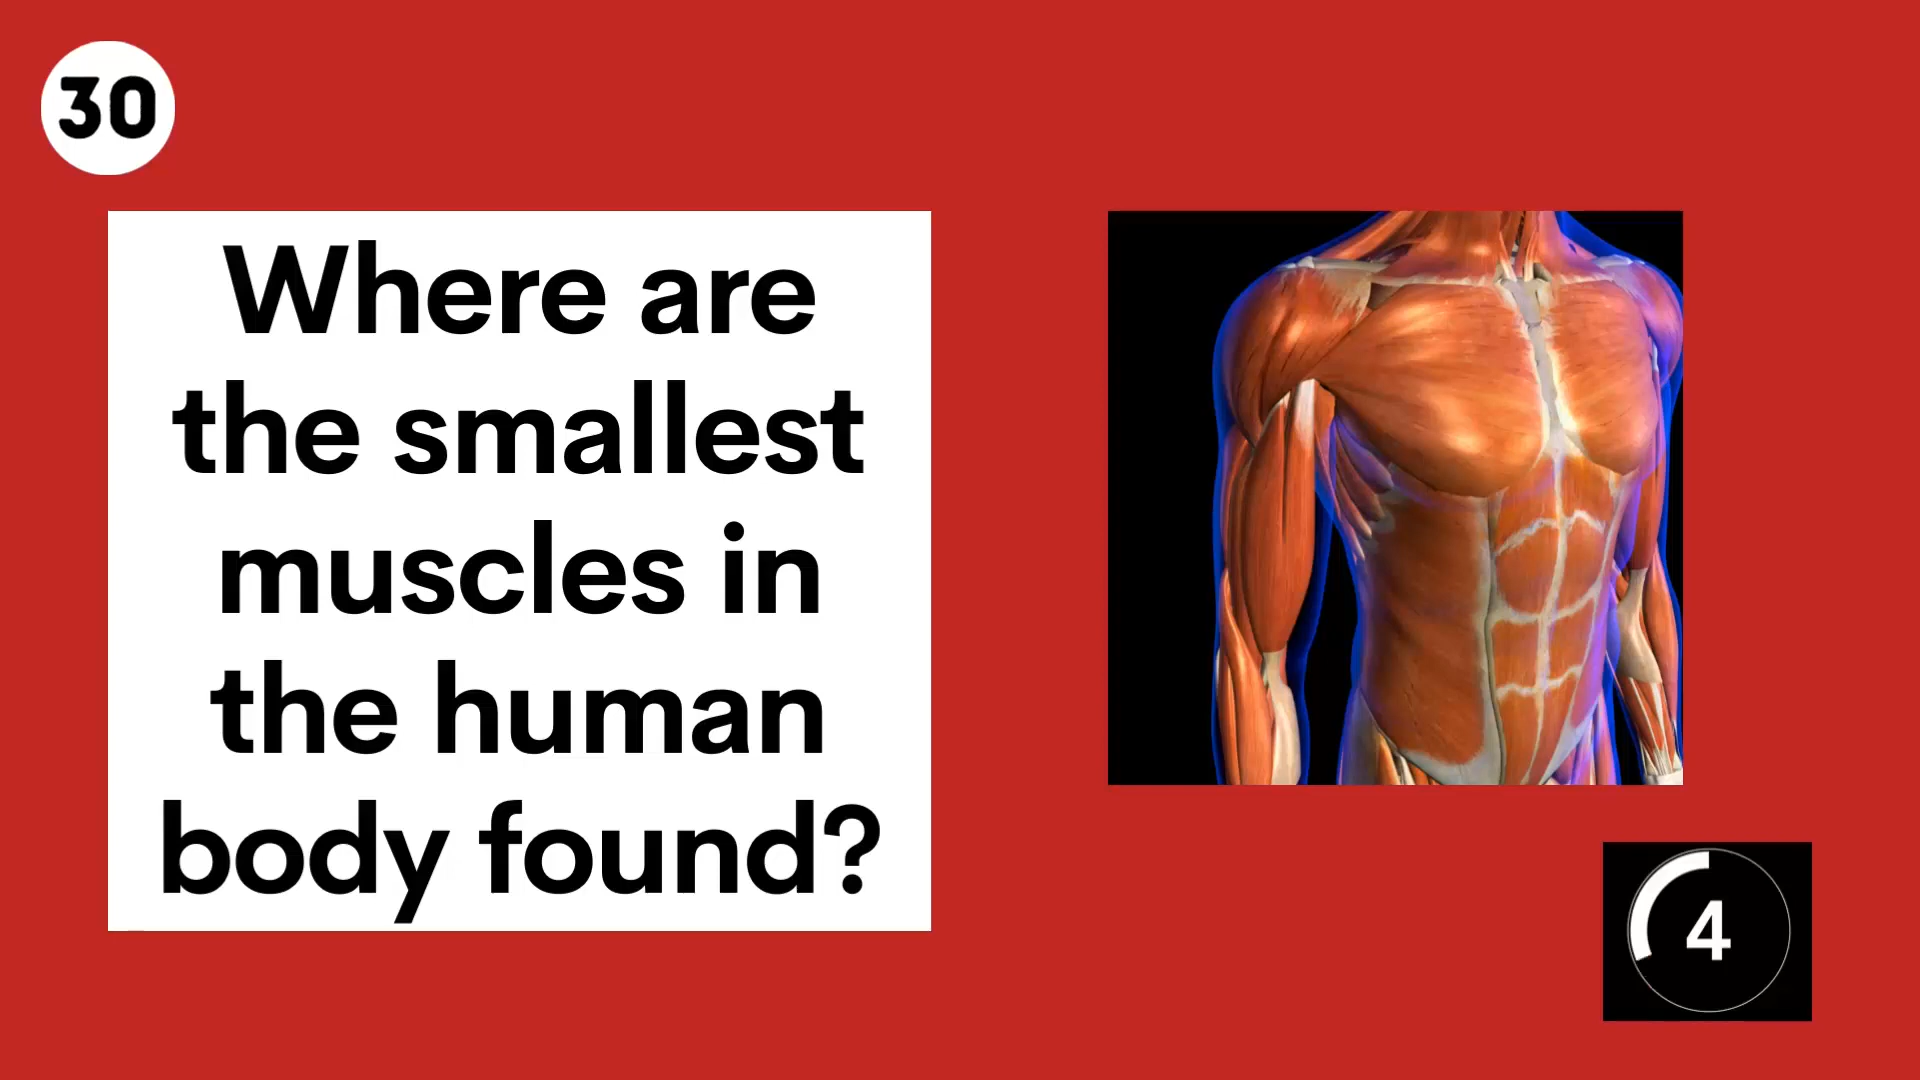 30
Where are
the smallest
muscles in
the human
body found?
4